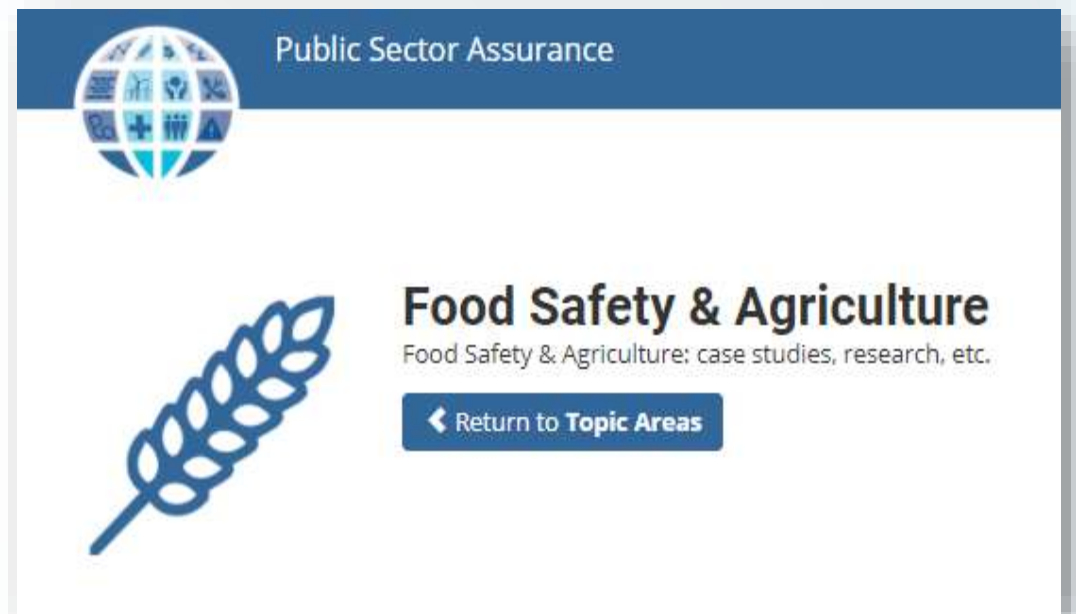 Public Sector Assurance
Food Safety & Agriculture
Food Safety & Agriculture: case studies, research, etc.
Return to Topic Areas